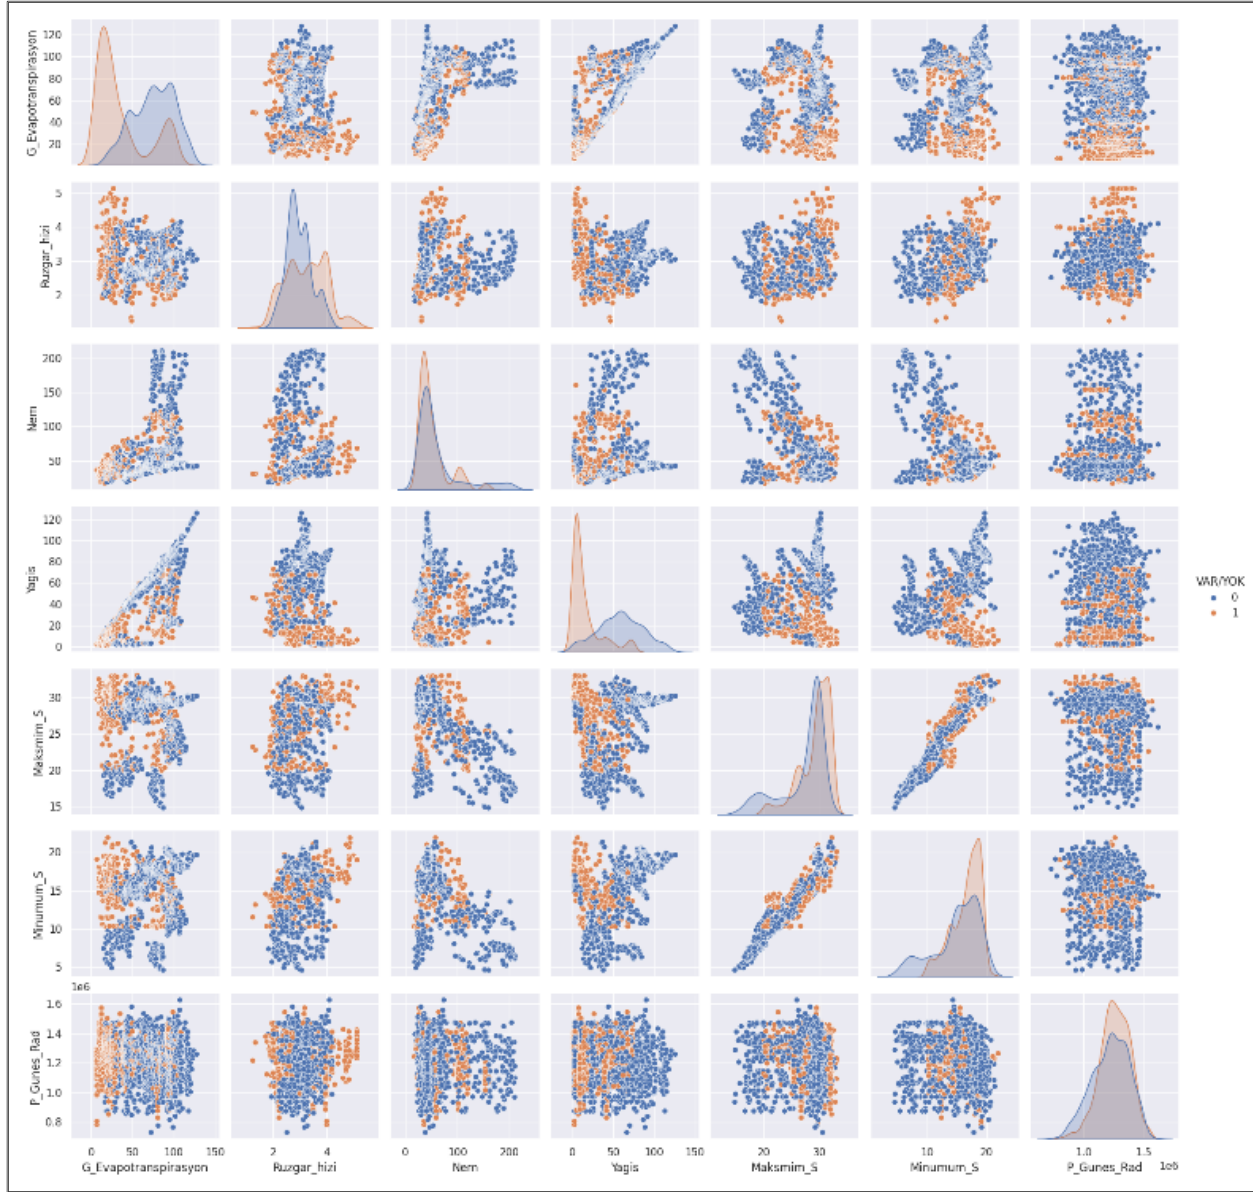 G_Evapotranspirasyon
120
100
80
60
40
20
Ruzgar_hizi
5
4
3
2
Nem
200
150
100
50
Yagis
120
100
80
60
40
20
0
VAR/YOK
0
1
Maksmim_S
30
25
20
15
Minumum_S
20
15
10
5
1e6
P_Gunes_Rad
1.6
1.4
1.2
1.0
0.8
0 50 100 150
2 4
0 100 200
0 50 100 150
20 30
10 20
1.0 1.5
1e6
G_Evapotranspirasyon Ruzgar_hizi Nem Yagis Maksmim_S Minumum_S P_Gunes_Rad